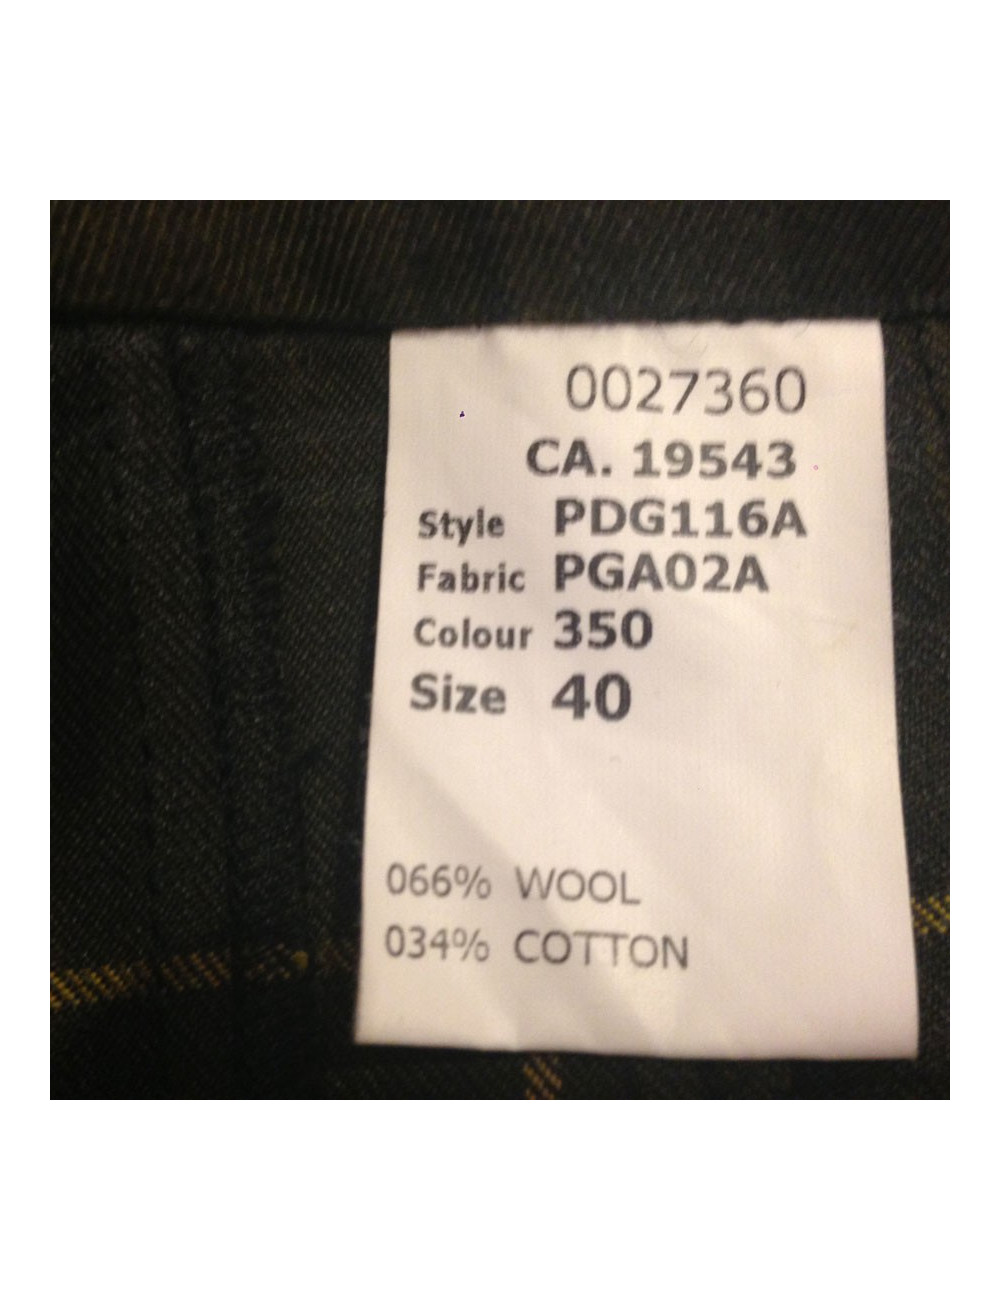 0027360
CA. 19543
Style PDG116A
Fabric PGA02A
Colour 350
Size 40
066% WOOL
034% COTTON